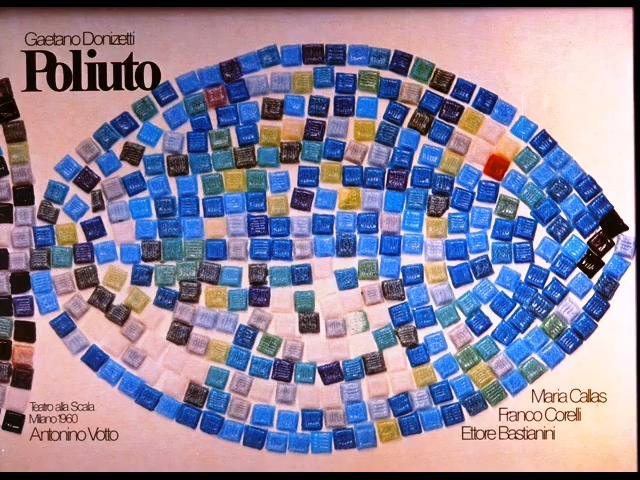 Gaetano Donizetti
Poliuto
Teatro alla Scala
Milano 1960
Antonino Votto
Maria Callas
Franco Corelli
Ettore Bastianini